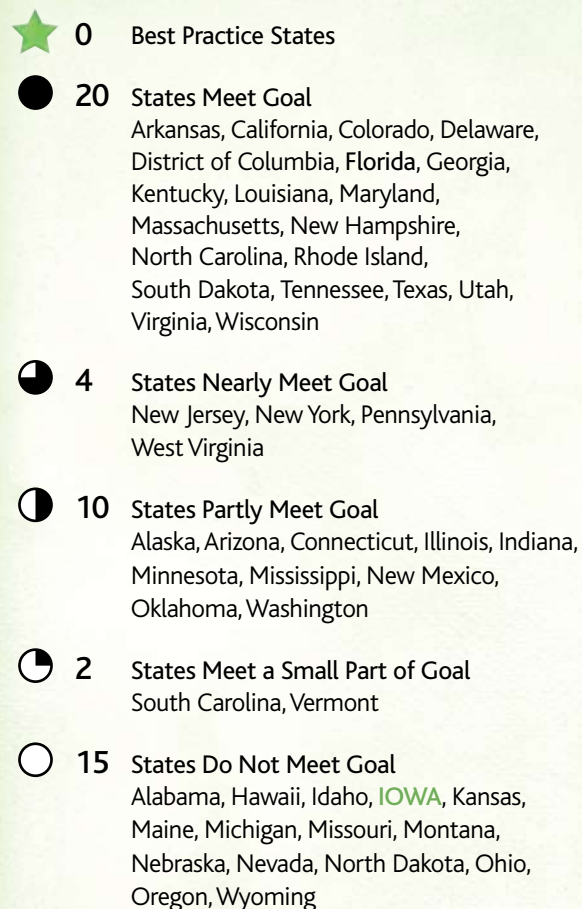 0 Best Practice States
20 States Meet Goal
Arkansas, California, Colorado, Delaware,
District of Columbia, Florida, Georgia,
Kentucky, Louisiana, Maryland,
Massachusetts, New Hampshire,
North Carolina, Rhode Island,
South Dakota, Tennessee, Texas, Utah,
Virginia, Wisconsin
4 States Nearly Meet Goal
New Jersey, New York, Pennsylvania,
West Virginia
10 States Partly Meet Goal
Alaska, Arizona, Connecticut, Illinois, Indiana,
Minnesota, Mississippi, New Mexico,
Oklahoma, Washington
2 States Meet a Small Part of Goal
South Carolina, Vermont
15 States Do Not Meet Goal
Alabama, Hawaii, Idaho, IOWA, Kansas,
Maine, Michigan, Missouri, Montana,
Nebraska, Nevada, North Dakota, Ohio,
Oregon, Wyoming